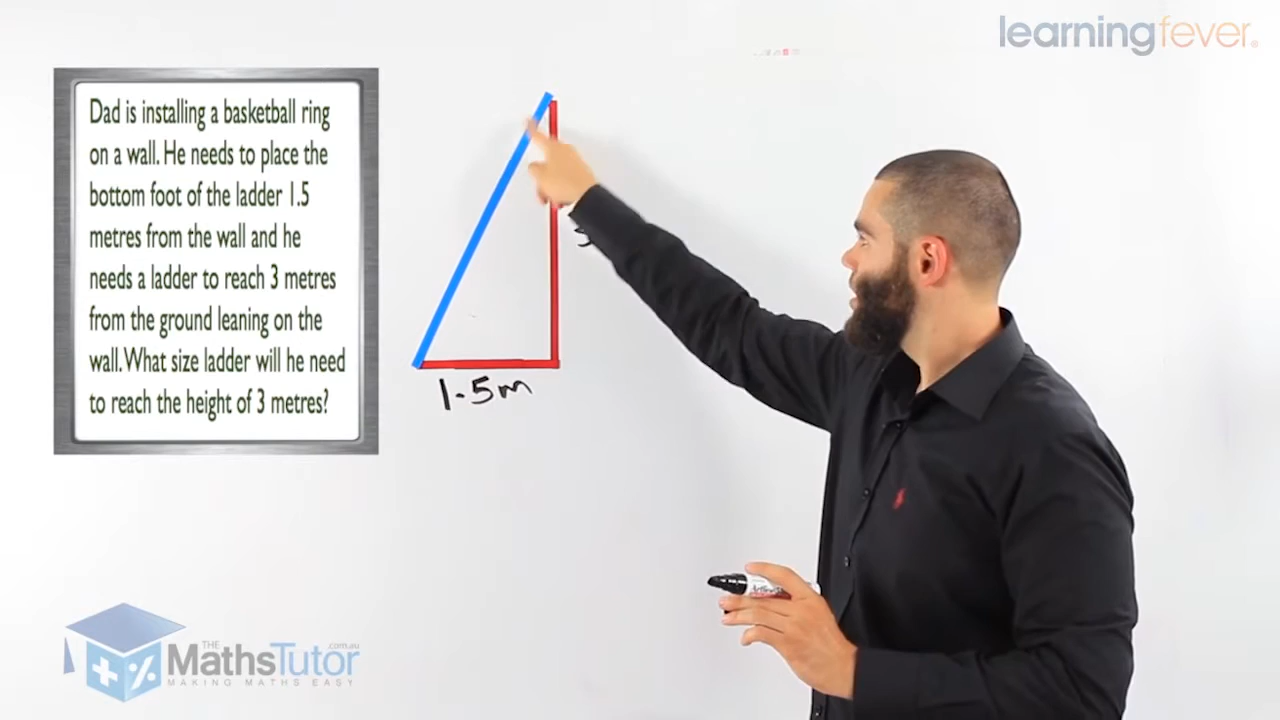 learningfever.
Dad is installing a basketball ring
on a wall. He needs to place the
bottom foot of the ladder 1.5
metres from the wall and he
needs a ladder to reach 3 metres
from the ground leaning on the
wall. What size ladder will he need
to reach the height of 3 metres?
1.5m
THE
MathsTutor
.com.au
MAKING MATHS EASY